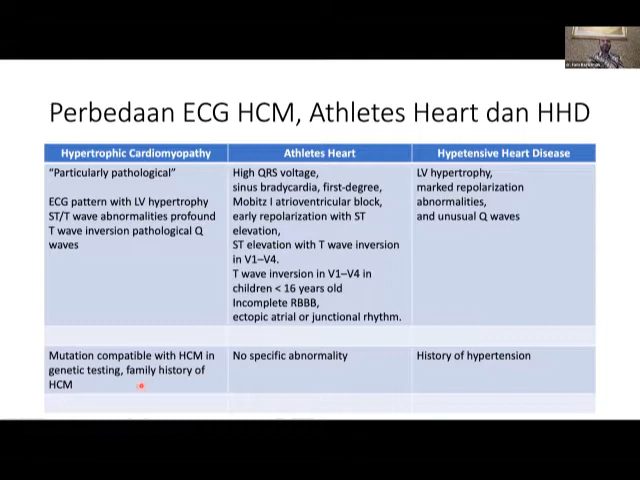 Perbedaan ECG HCM, Athletes Heart dan HHD
Hypertrophic Cardiomyopathy
Athletes Heart
Hypetensive Heart Disease
“Particularly pathological”
ECG pattern with LV hypertrophy
ST/T wave abnormalities profound
T wave inversion pathological Q
waves
High QRS voltage,
sinus bradycardia, first-degree,
Mobitz I atrioventricular block,
early repolarization with ST
elevation,
ST elevation with T wave inversion
in V1–V4.
T wave inversion in V1–V4 in
children < 16 years old
Incomplete RBBB,
ectopic atrial or junctional rhythm.
LV hypertrophy,
marked repolarization
abnormalities,
and unusual Q waves
Mutation compatible with HCM in
genetic testing, family history of
HCM
No specific abnormality
History of hypertension